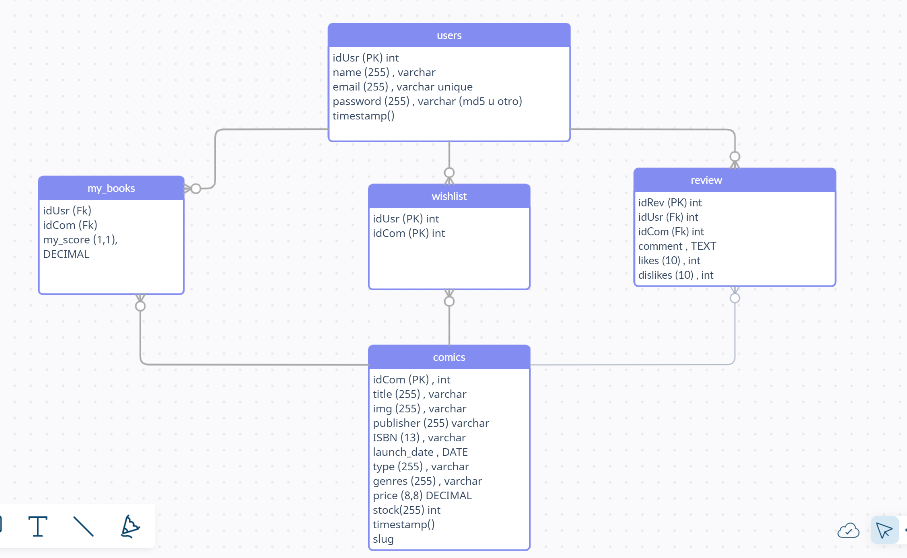 users
idUsr (PK) int
name (255) , varchar
email (255) , varchar unique
password (255) , varchar (md5 u otro)
timestamp()
my_books
idUsr (Fk)
idCom (Fk)
my_score (1,1),
DECIMAL
wishlist
idUsr (PK) int
idCom (PK) int
review
idRev (PK) int
idUsr (Fk) int
idCom (Fk) int
comment , TEXT
likes (10) , int
dislikes (10) , int
comics
idCom (PK) , int
title (255) , varchar
img (255) , varchar
publisher (255) varchar
ISBN (13) , varchar
launch_date , DATE
type (255) , varchar
genres (255) , varchar
price (8,8) DECIMAL
stock(255) int
timestamp()
slug